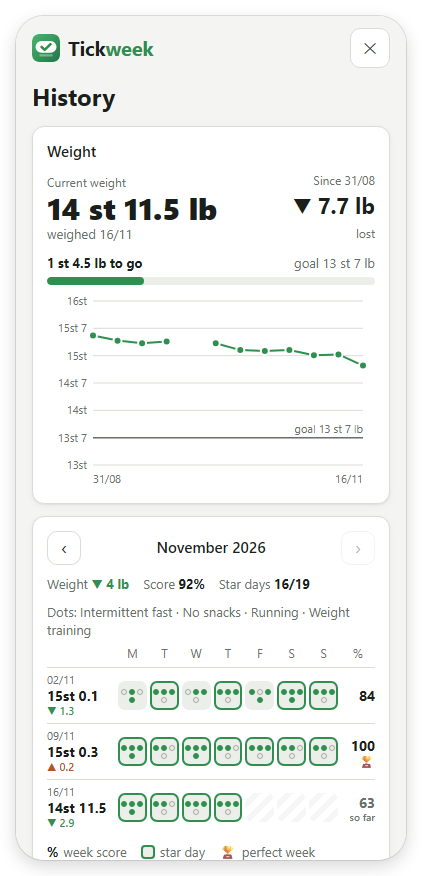 Tickweek
History
Weight
Current weight
Since 31/08
14 st 11.5 lb
▼ 7.7 lb
weighed 16/11
lost
1 st 4.5 lb to go
goal 13 st 7 lb
16st
15st 7
15st
14st 7
14st
goal 13 st 7 lb
13st 7
13st
31/08
16/11
‹
November 2026
›
Weight ▼ 4 lb Score 92% Star days 16/19
Dots: Intermittent fast · No snacks · Running · Weight
training
M T W T F S S %
02/11
15st 0.1
84
▼ 1.3
09/11
15st 0.3
100
▲ 0.2
16/11
14st 11.5
63
▼ 2.9
so far
% week score star day perfect week